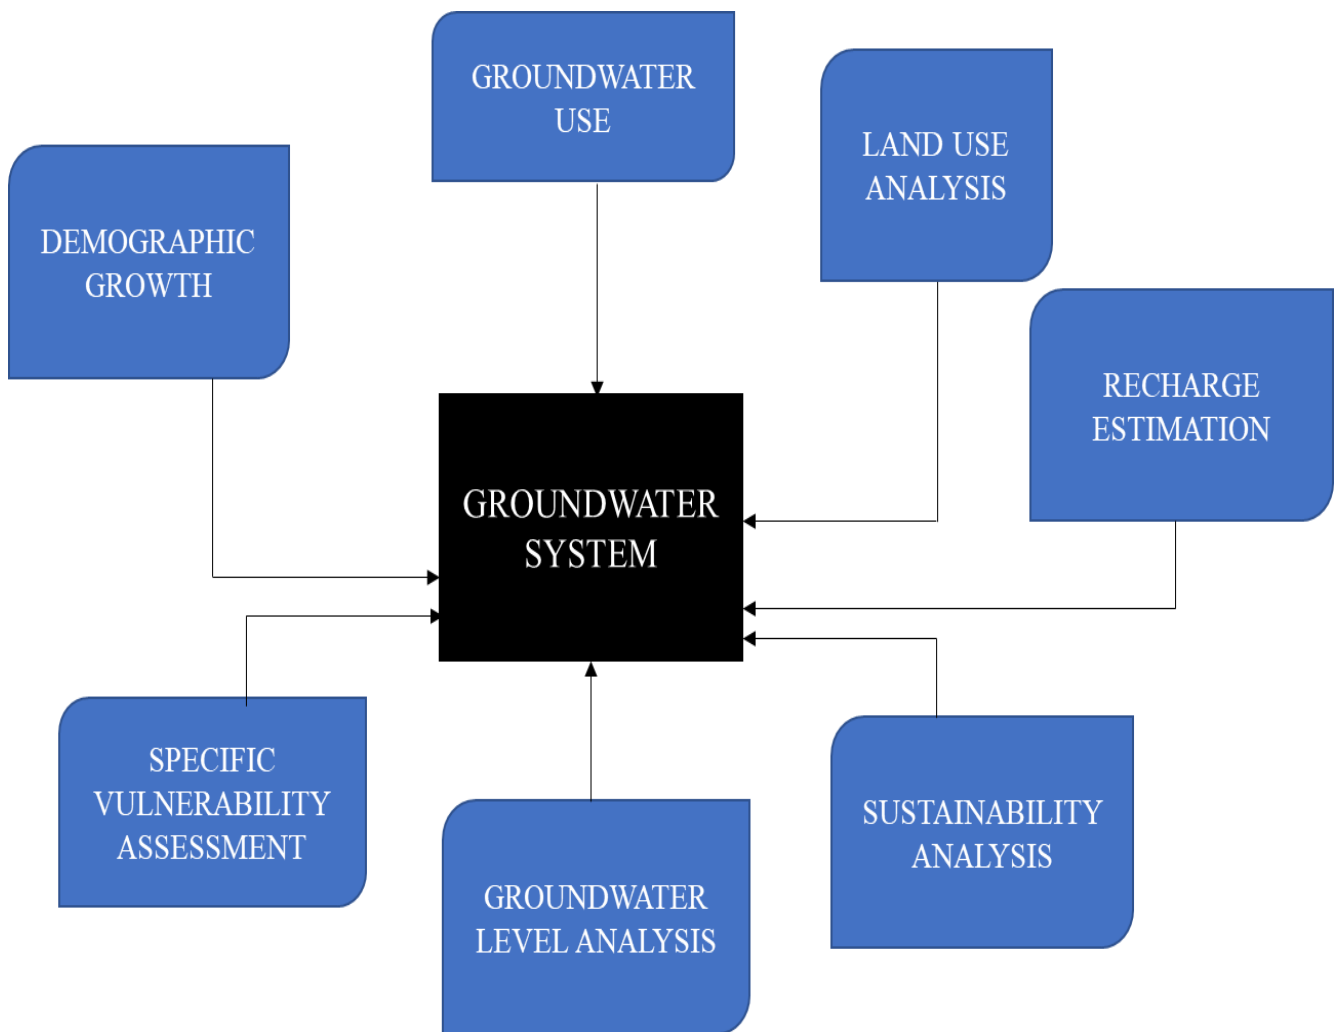 GROUNDWATER
USE
LAND USE
ANALYSIS
DEMOGRAPHIC
GROWTH
RECHARGE
ESTIMATION
GROUNDWATER
SYSTEM
SPECIFIC
VULNERABILITY
ASSESSMENT
SUSTAINABILITY
ANALYSIS
GROUNDWATER
LEVEL ANALYSIS